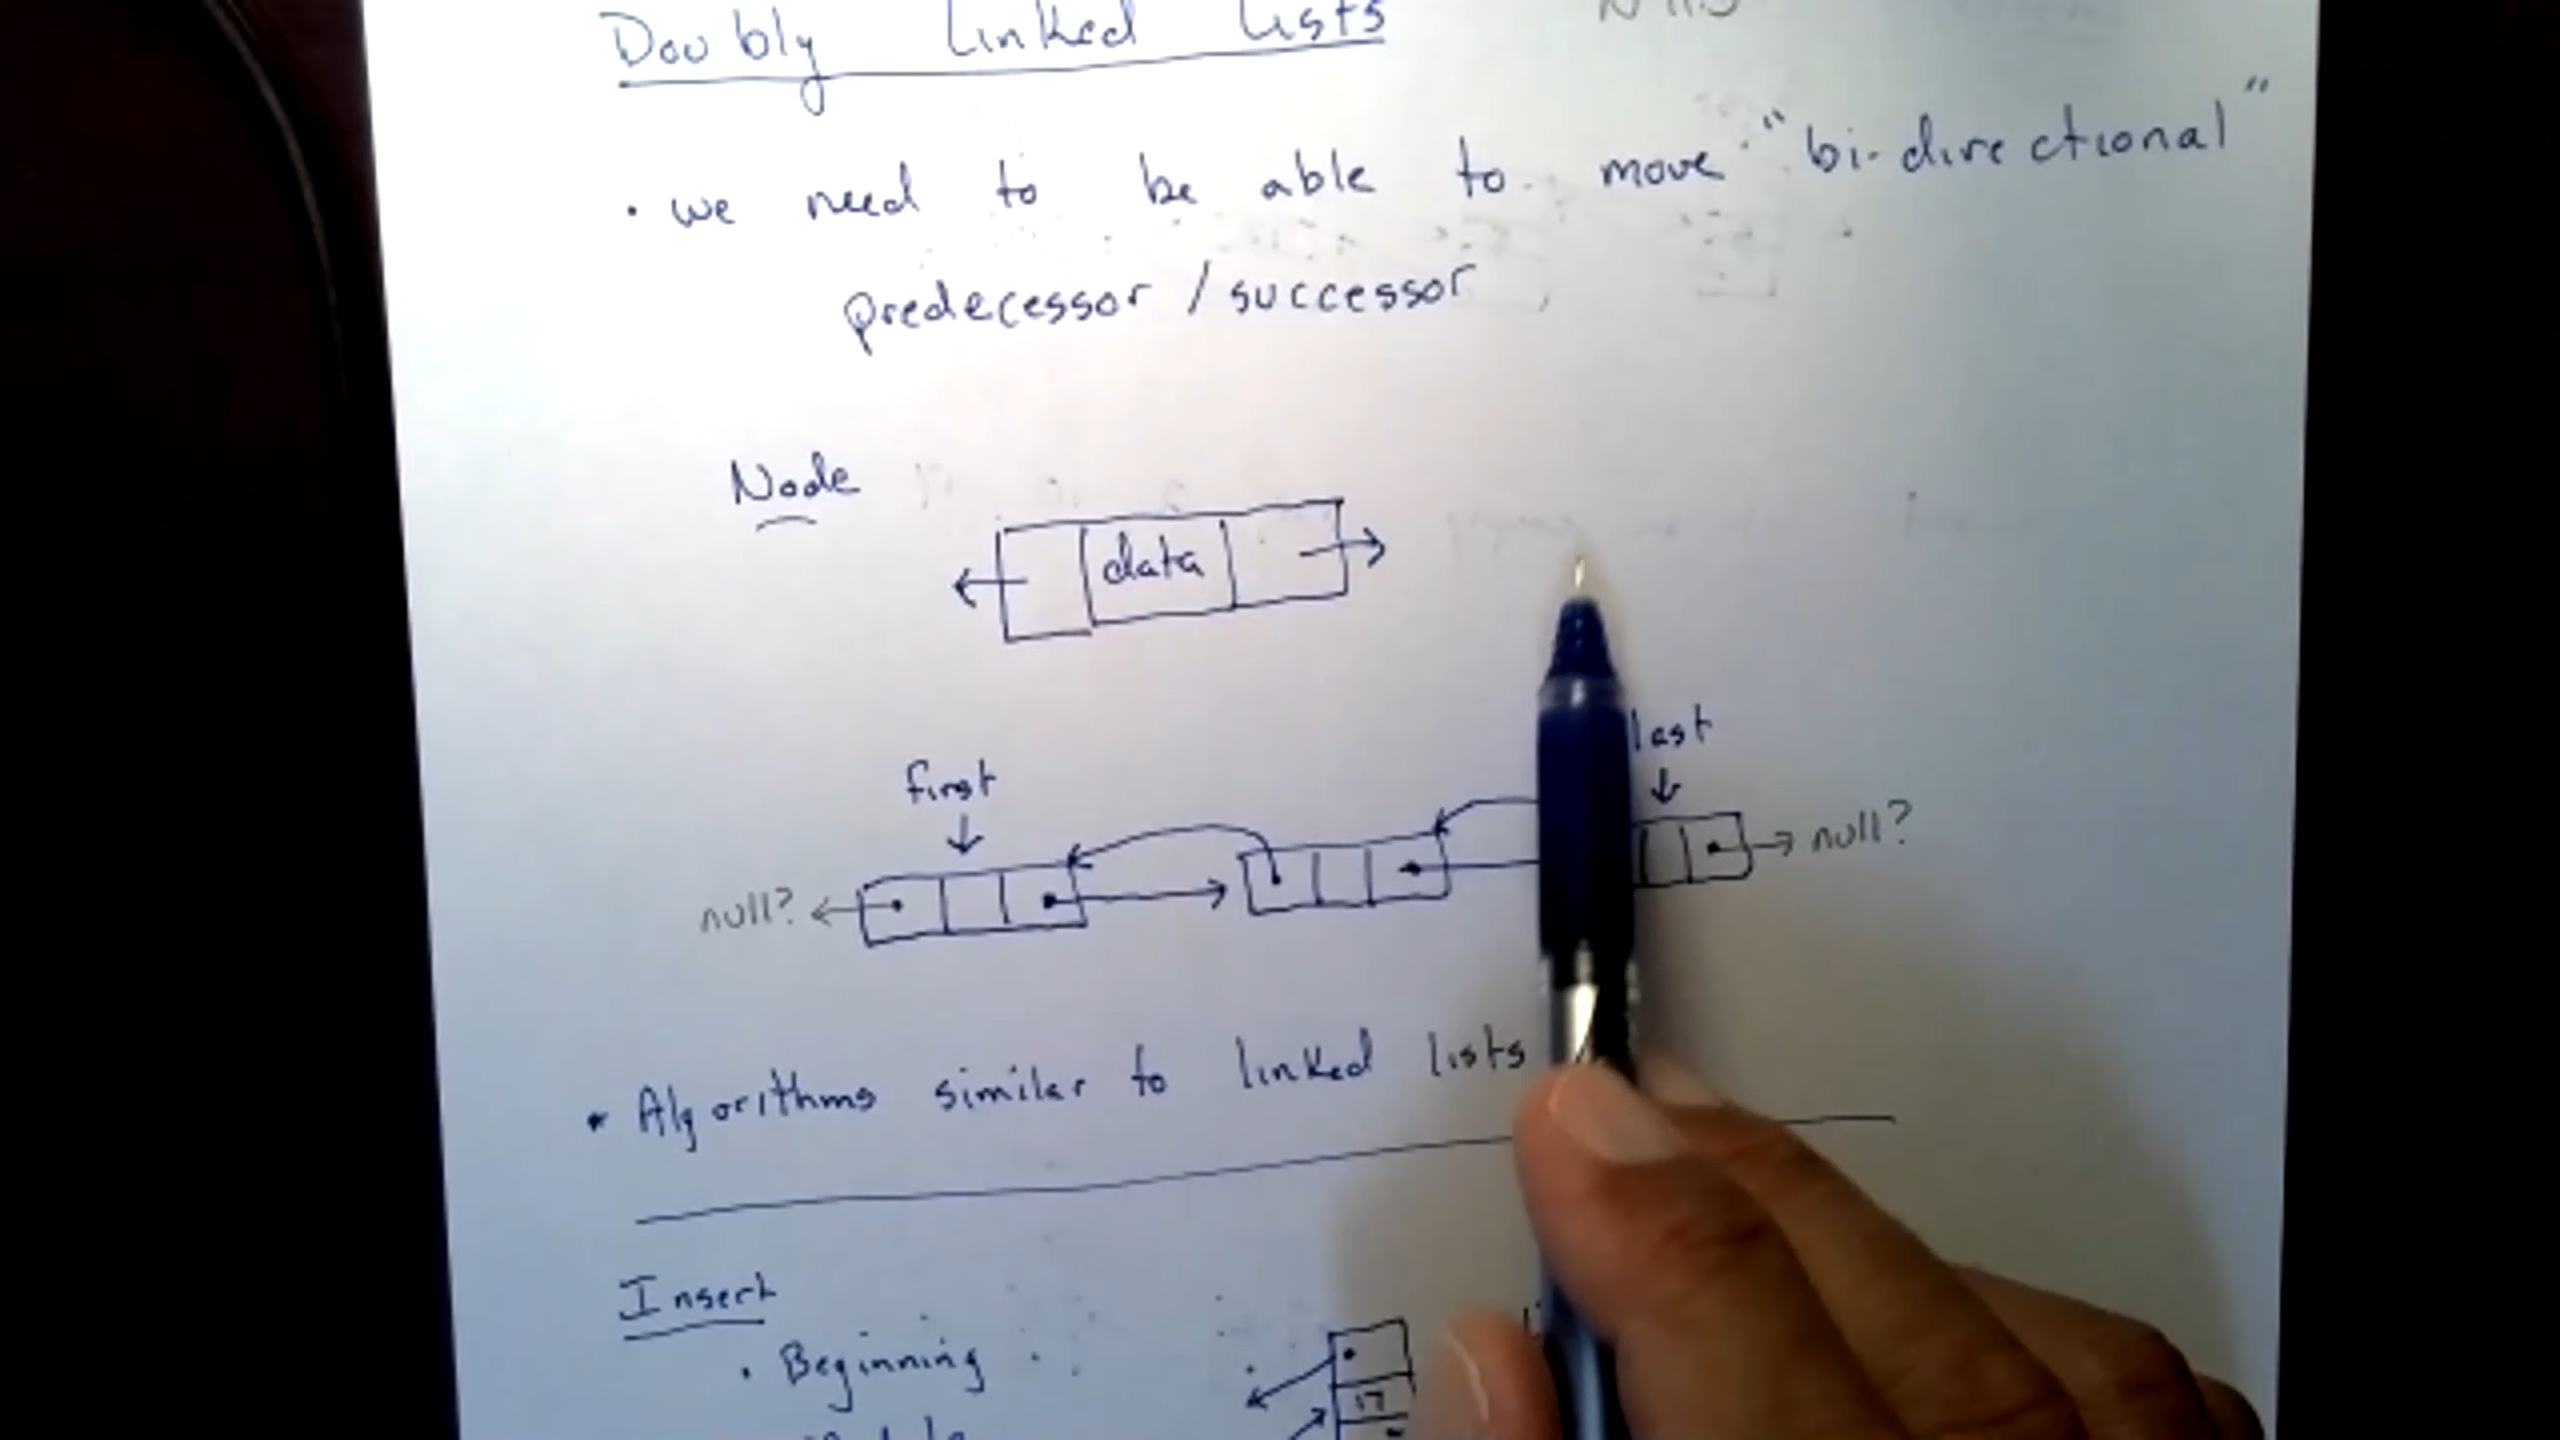 Doubly Linked Lists
• we need to be able to move "bi-directional"
predecessor / successor
Node
data
first
last
null?
null?
• Algorithms similar to linked lists
Insert
• Beginning
17